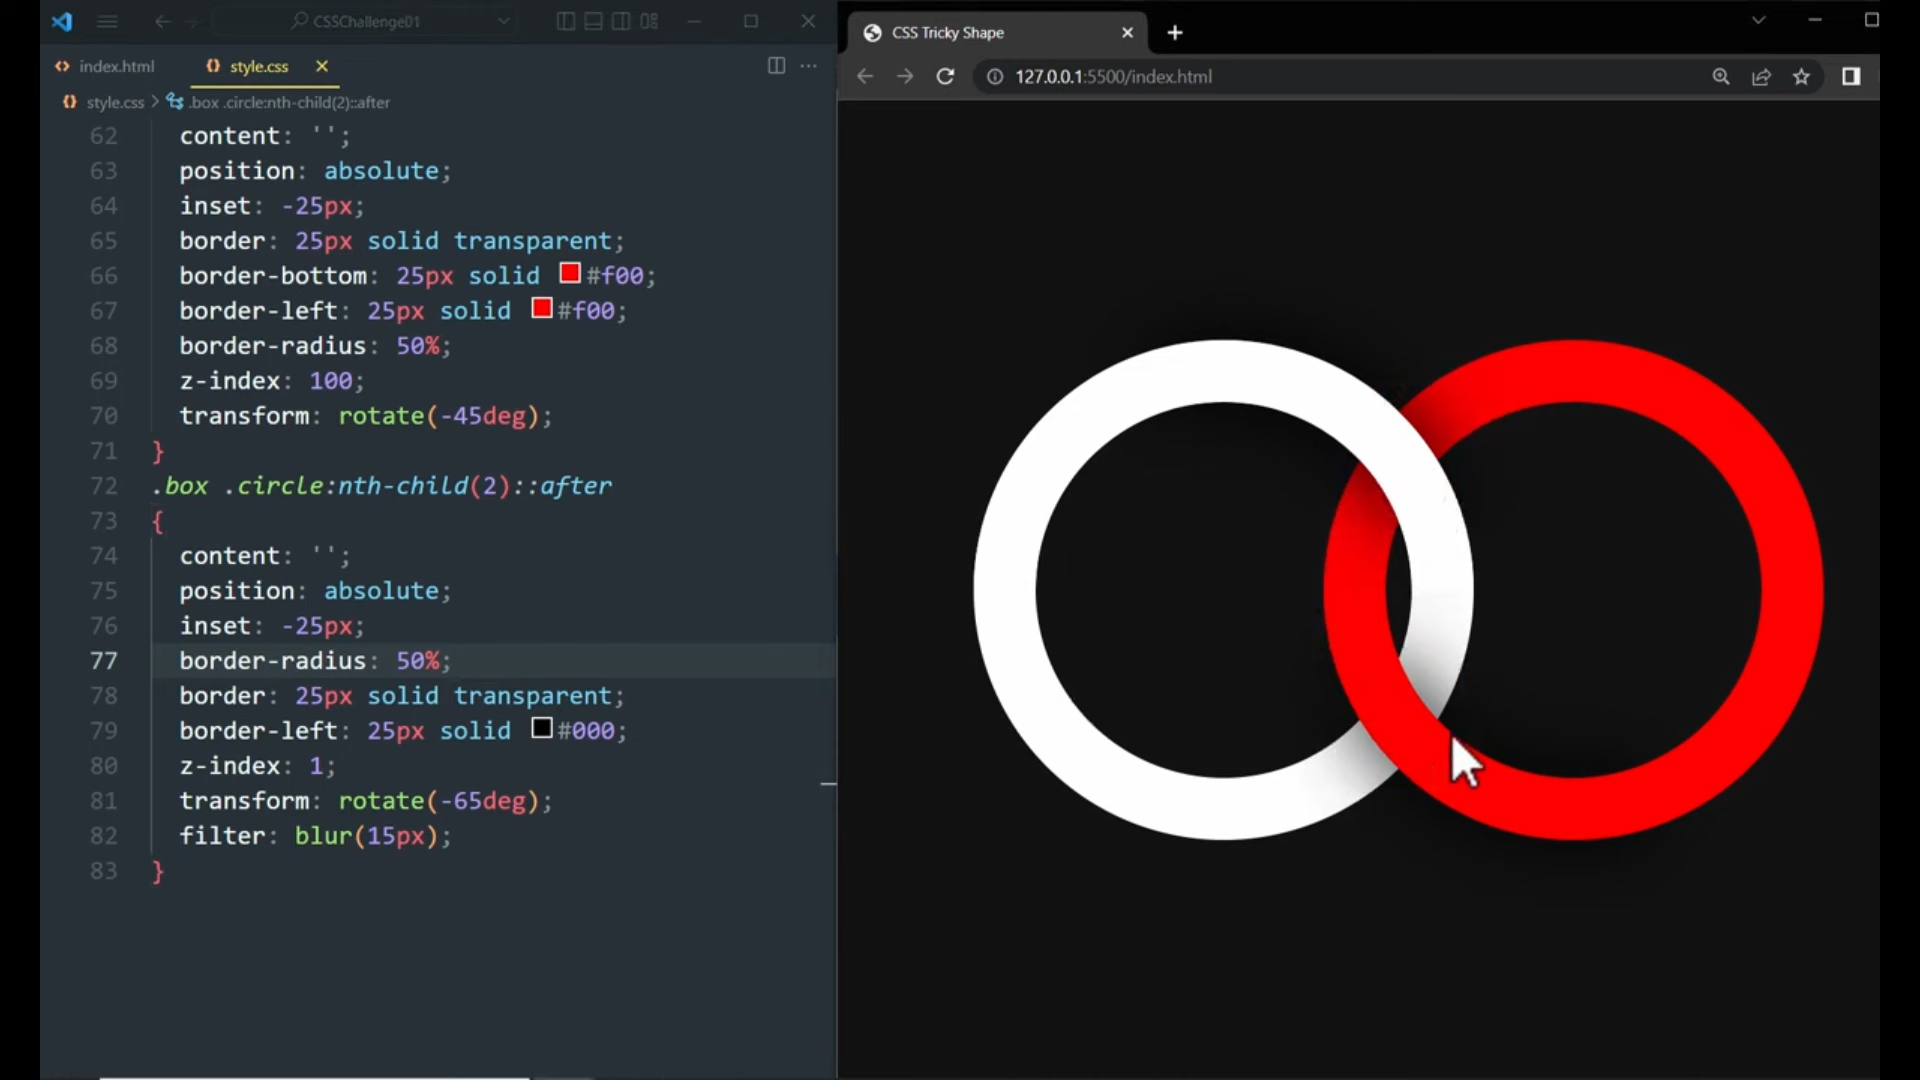 CSSChallenge01
index.html
style.css
style.css > .box .circle:nth-child(2)::after
62 content: '';
63 position: absolute;
64 inset: -25px;
65 border: 25px solid transparent;
66 border-bottom: 25px solid #f00;
67 border-left: 25px solid #f00;
68 border-radius: 50%;
69 z-index: 100;
70 transform: rotate(-45deg);
71 }
72 .box .circle:nth-child(2)::after
73 {
74 content: '';
75 position: absolute;
76 inset: -25px;
77 border-radius: 50%;
78 border: 25px solid transparent;
79 border-left: 25px solid #000;
80 z-index: 1;
81 transform: rotate(-65deg);
82 filter: blur(15px);
83 }
CSS Tricky Shape
127.0.0.1:5500/index.html